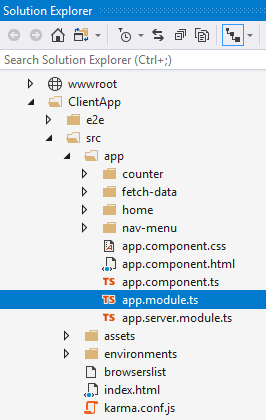 Solution Explorer
Search Solution Explorer (Ctrl+;)
wwwroot
ClientApp
e2e
src
app
counter
fetch-data
home
nav-menu
app.component.css
app.component.html
TS app.component.ts
TS app.module.ts
TS app.server.module.ts
assets
environments
browserslist
index.html
karma.conf.js